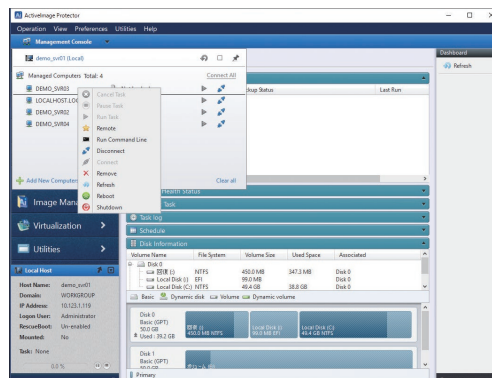 ActiveImage Protector
Operation View Preferences Utilities Help
Management Console
demo_svr01 (Local)
Managed Computers Total: 4
Connect All
DEMO_SVR03
DEMO_SVR02
DEMO_SVR04
Cancel Task
Pause Task
Run Task
Remote
Run Command Line
Disconnect
Connect
Remove
Refresh
Reboot
Shutdown
Add New Computer
Clear all
Status
Last Run
Dashboard
Refresh
Health Status
Task
Task log
Schedule
Disk Information
Volume Name File System Volume Size Used Space Associated
Disk 0
回復 (:) NTFS 450.0 MB 347.3 MB Disk 0
Local Disk (:) EFI 99.0 MB Disk 0
Local Disk (C:) NTFS 49.4 GB 38.8 GB Disk 0
Basic Dynamic disk Volume Dynamic volume
Disk 0
Basic (GPT)
50.0 GB
Used : 39.2 GB
回復 (:)
450.0 MB NTFS
Local Disk (:)
99.0 MB EFI
Local Disk (C:)
49.4 GB NTFS
Disk 1
Basic (GPT)
Primary
Virtualization
Utilities
Local Host
Host Name: demo_svr01
Domain: WORKGROUP
IP Address: 10.123.1.119
Logon User: Administrator
RescueBoot: Un-enabled
Mounted: No
Task: None
0.0 %